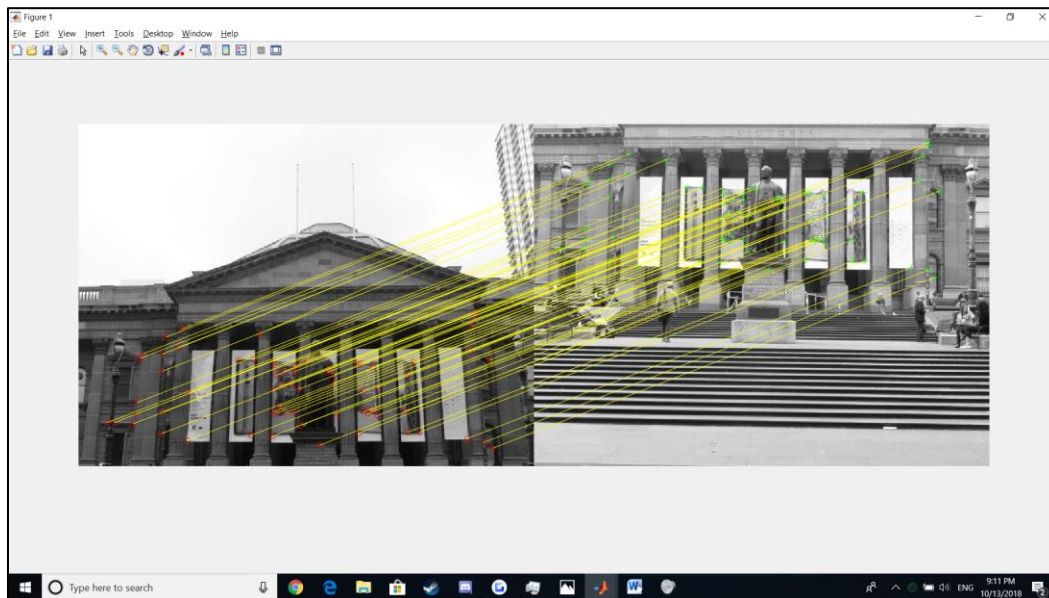 Figure 1
File Edit View Insert Tools Desktop Window Help
VICTORIA
Type here to search
ENG
9:11 PM
10/13/2018